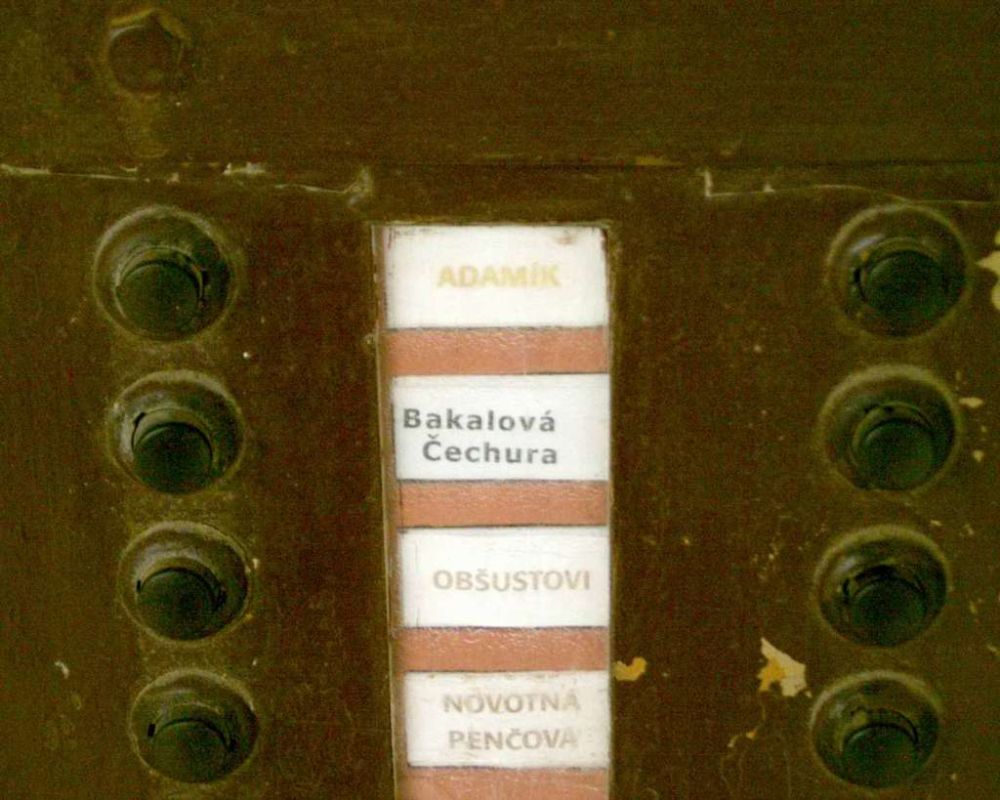 ADAMÍK
Bakalová
Čechura
OBŠUSTOVI
NOVOTNÁ
PENČOVÁ